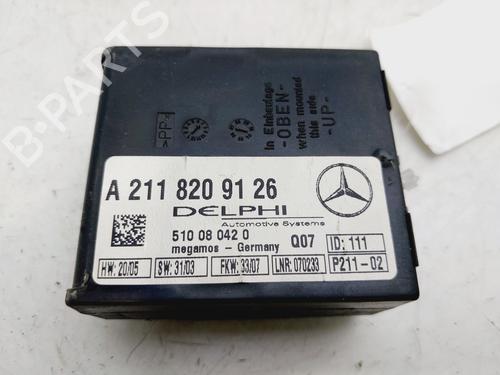 B PARTS
>PP<
in Einbaulage
-OBEN-
when mounted
this side
-UP-
A 211 820 91 26
DELPHI
Automotive Systems
510 08 042 0
megamos - Germany
Q07
ID: 111
HW: 20/05
SW: 31/03
FKW: 33/07
LNR: 070233
P211-02